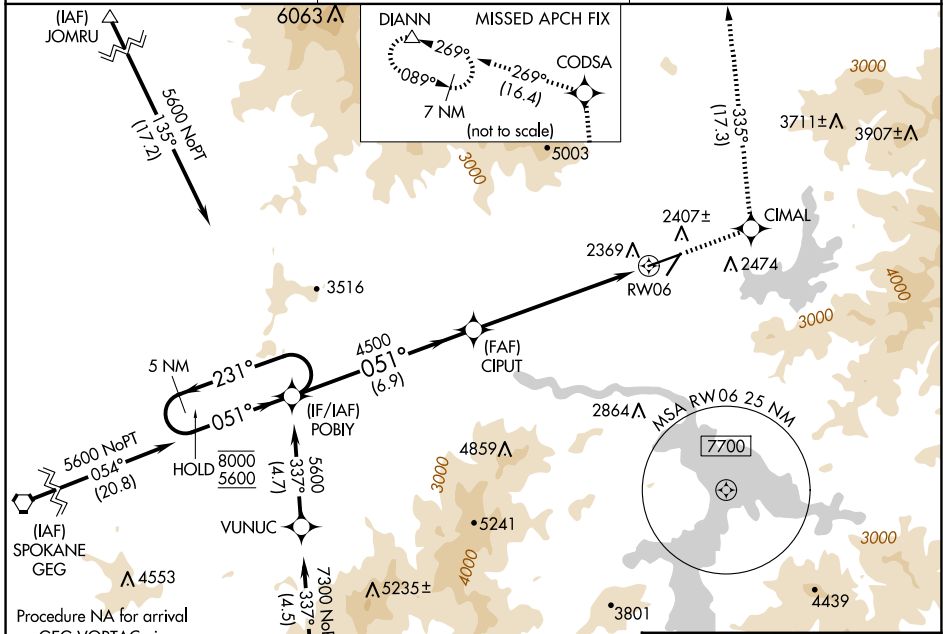 (IAF)
JOMRU
6063
5600 NoPT
135°
(17.2)
DIANN
MISSED APCH FIX
269°
089°
7 NM
269°
(16.4)
CODSA
(not to scale)
5003
3000
335°
(17.3)
3000
3711±
3907±
CIMAL
2407±
2369
2474
RW06
4000
3000
3516
4500
051°
(6.9)
(FAF)
CIPUT
5 NM
231°
051°
(IF/IAF)
POBIY
HOLD
8000
5600
5600 NoPT
054°
(20.8)
(IAF)
SPOKANE
GEG
5600
337°
(4.7)
VUNUC
7300
337°
(4.5)
2864
MSA RW06 25 NM
7700
4859
3000
5241
4000
5235±
4553
3801
4439
3000
Procedure NA for arrival